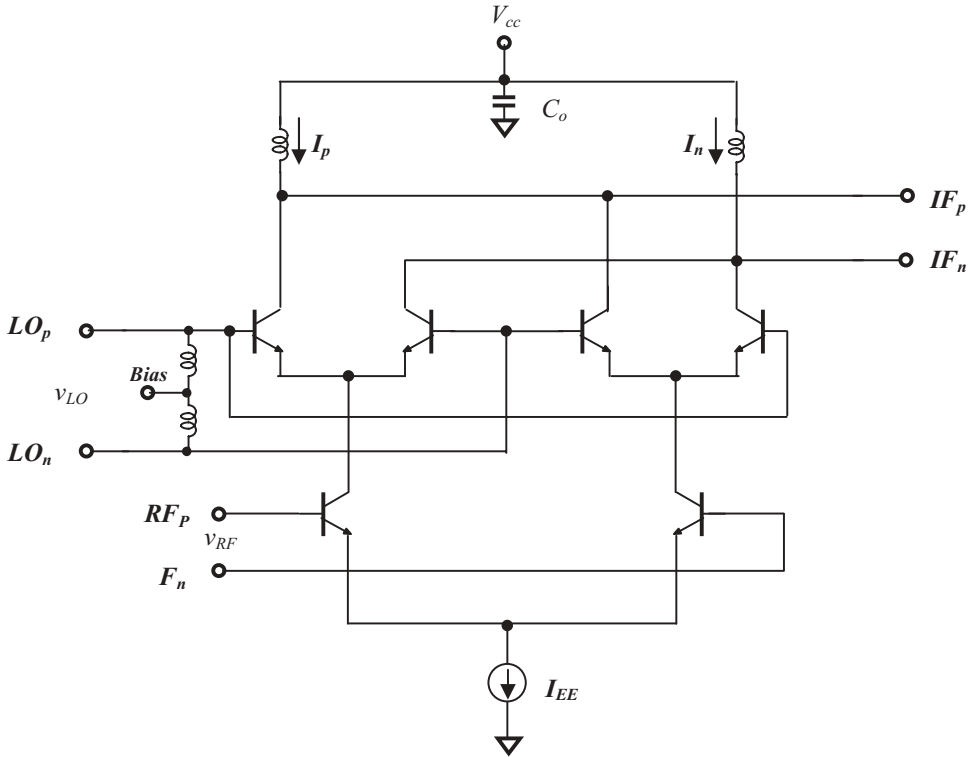 Vcc
Co
Ip
In
IFp
IFn
LOp
Bias
vLO
LOn
RFP
vRF
Fn
IEE